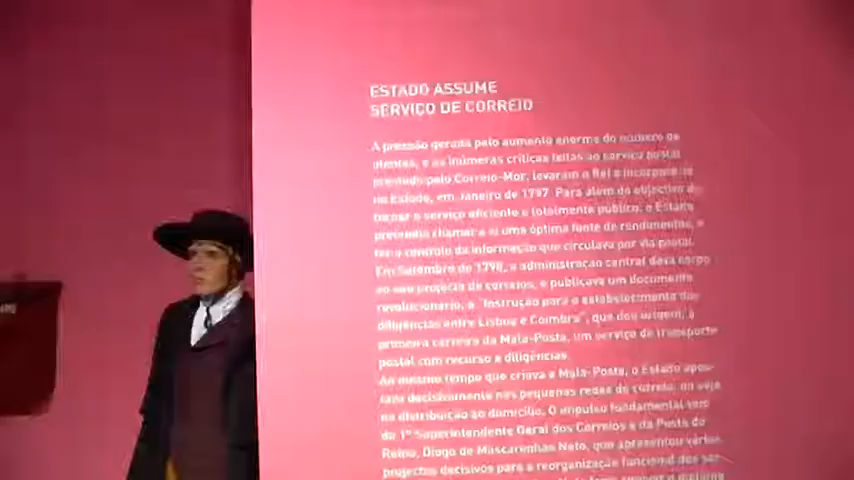 ESTADO ASSUME
SERVIÇO DE CORREIO
A pressão gerada pelo aumento enorme do número de
utentes, e as inúmeras críticas feitas ao serviço postal
prestado pelo Correio-Mor, levaram o Rei a incorporá-lo
no Estado, em Janeiro de 1797. Para além do objectivo de
tornar o serviço eficiente e totalmente público, o Estado
pretendia chamar a si uma óptima fonte de rendimentos, e
ter o controlo da informação que circulava por via postal.
Em Setembro de 1798, a administração central dava corpo
ao seu projecto de correios, e publicava um documento
revolucionário, a "Instrução para o estabelecimento das
diligências entre Lisboa e Coimbra", que deu origem à
primeira carreira da Mala-Posta, um serviço de transporte
postal com recurso a diligências.
Ao mesmo tempo que criava a Mala-Posta, o Estado apos-
tava decisivamente nas pequenas redes de correio, ou seja
na distribuição ao domicílio. O impulso fundamental
do 1º Superintendente Geral dos Correios e da Posta do
Reino, Diogo de Mascarenhas Neto, que apresentou vários
projectos decisivos para a reorganização funcional do ser-